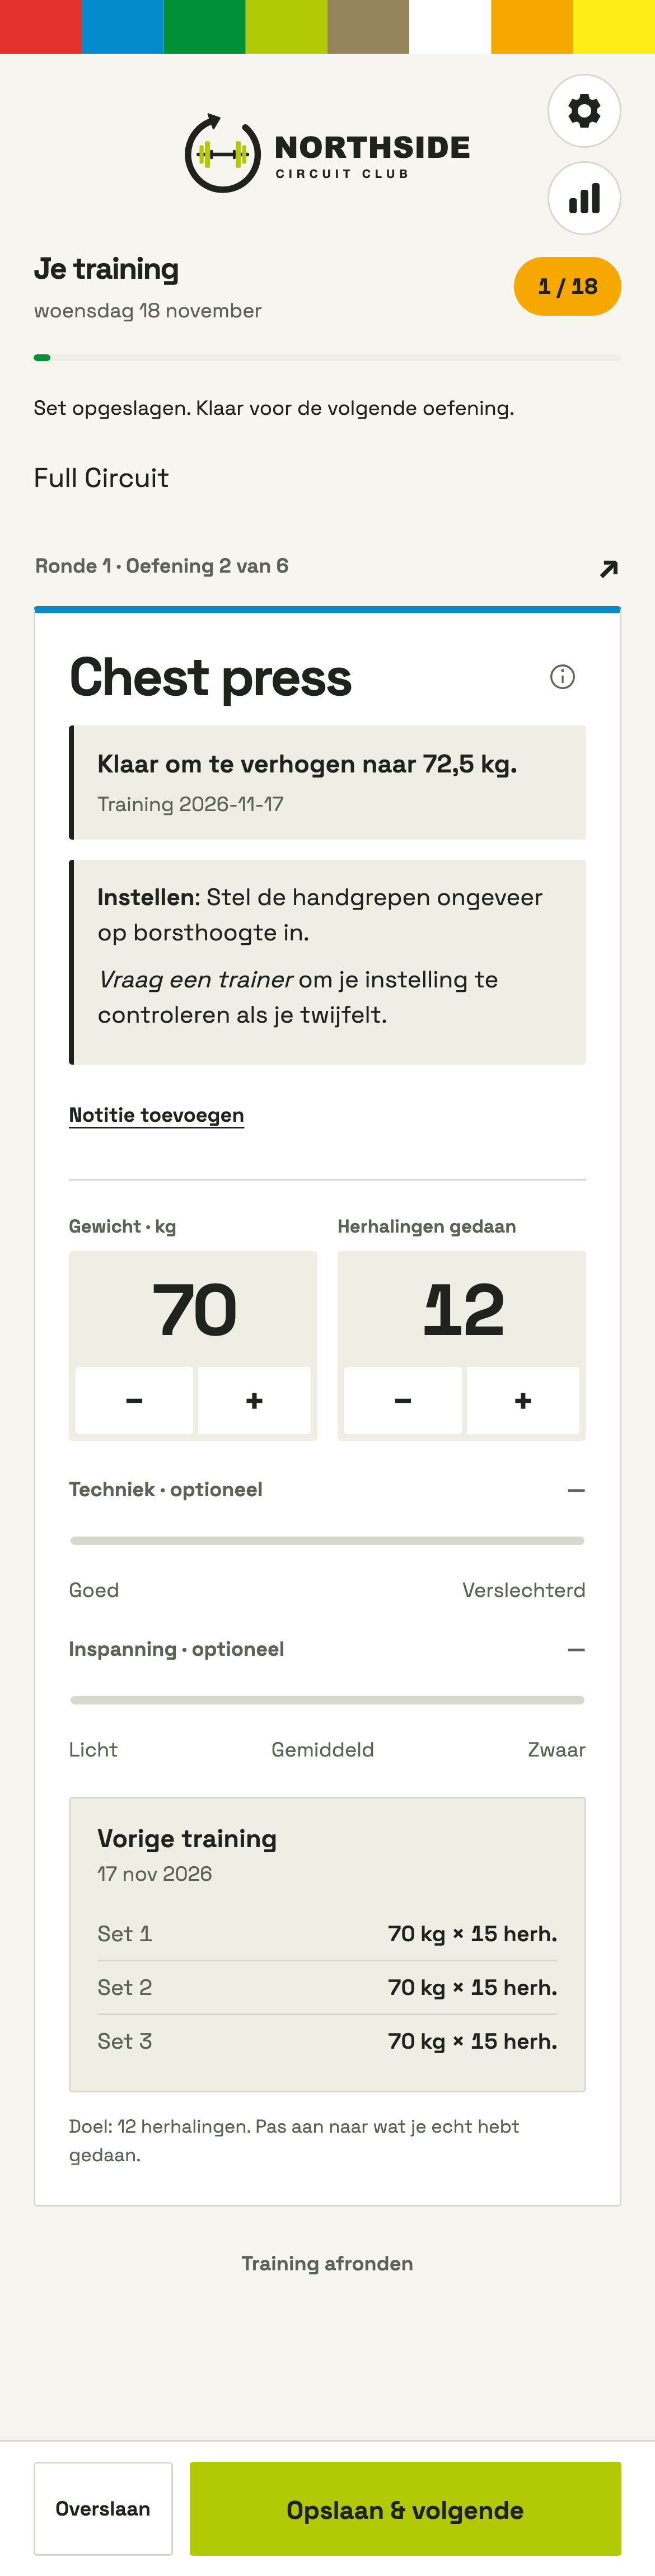 NORTHSIDE
CIRCUIT CLUB
Je training
woensdag 18 november
1 / 18
Set opgeslagen. Klaar voor de volgende oefening.
Full Circuit
Ronde 1 · Oefening 2 van 6
Chest press
Klaar om te verhogen naar 72,5 kg.
Training 2026-11-17
Instellen: Stel de handgrepen ongeveer
op borsthoogte in.
Vraag een trainer om je instelling te
controleren als je twijfelt.
Notitie toevoegen
Gewicht · kg
Herhalingen gedaan
70
12
− +
− +
Techniek · optioneel —
Goed Verslechterd
Inspanning · optioneel —
Licht Gemiddeld Zwaar
Vorige training
17 nov 2026
Set 1 70 kg × 15 herh.
Set 2 70 kg × 15 herh.
Set 3 70 kg × 15 herh.
Doel: 12 herhalingen. Pas aan naar wat je echt hebt
gedaan.
Training afronden
Overslaan
Opslaan & volgende